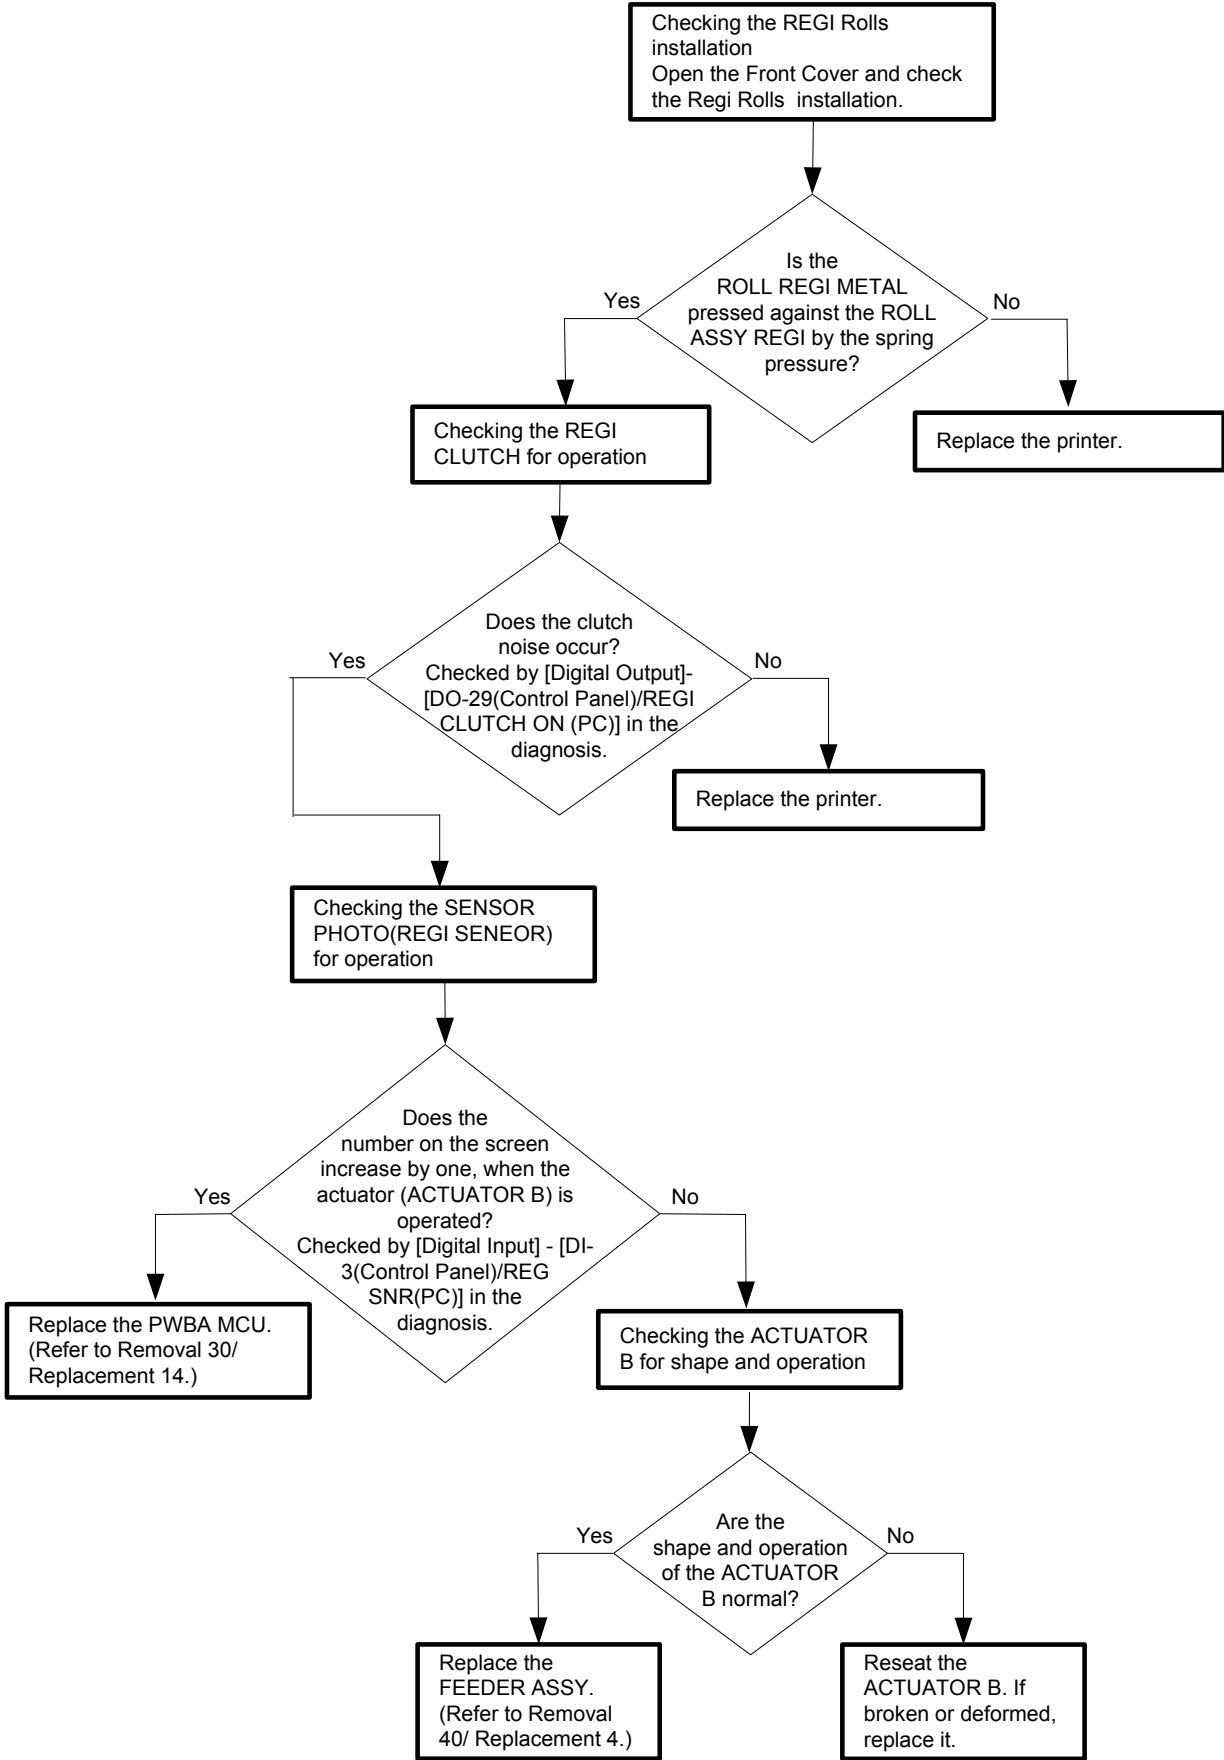 Checking the REGI Rolls
installation
Open the Front Cover and check
the Regi Rolls  installation.
Is the
ROLL REGI METAL
pressed against the ROLL
ASSY REGI by the spring
pressure?
Yes
No
Checking the REGI
CLUTCH for operation
Replace the printer.
Does the clutch
noise occur?
Checked by [Digital Output]-
[DO-29(Control Panel)/REGI
CLUTCH ON (PC)] in the
diagnosis.
Yes
No
Replace the printer.
Checking the SENSOR
PHOTO(REGI SENEOR)
for operation
Does the
number on the screen
increase by one, when the
actuator (ACTUATOR B) is
operated?
Checked by [Digital Input] - [DI-
3(Control Panel)/REG
SNR(PC)] in the
diagnosis.
Yes
No
Replace the PWBA MCU.
(Refer to Removal 30/
Replacement 14.)
Checking the ACTUATOR
B for shape and operation
Are the
shape and operation
of the ACTUATOR
B normal?
Yes
No
Replace the
FEEDER ASSY.
(Refer to Removal
40/ Replacement 4.)
Reseat the
ACTUATOR B. If
broken or deformed,
replace it.